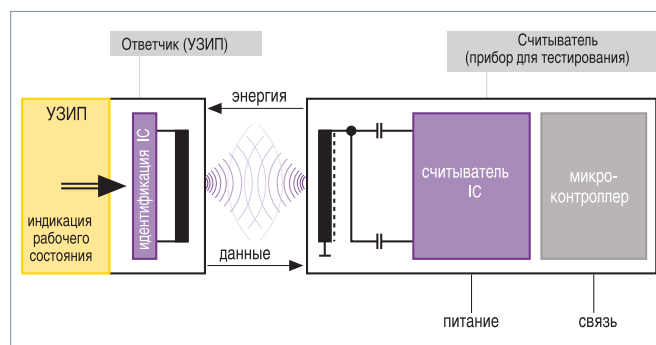 Ответчик (УЗИП)
Считыватель
(прибор для тестирования)
УЗИП
индикация
рабочего
состояния
идентификация IC
энергия
данные
считыватель
IC
микро-
контроллер
питание
связь